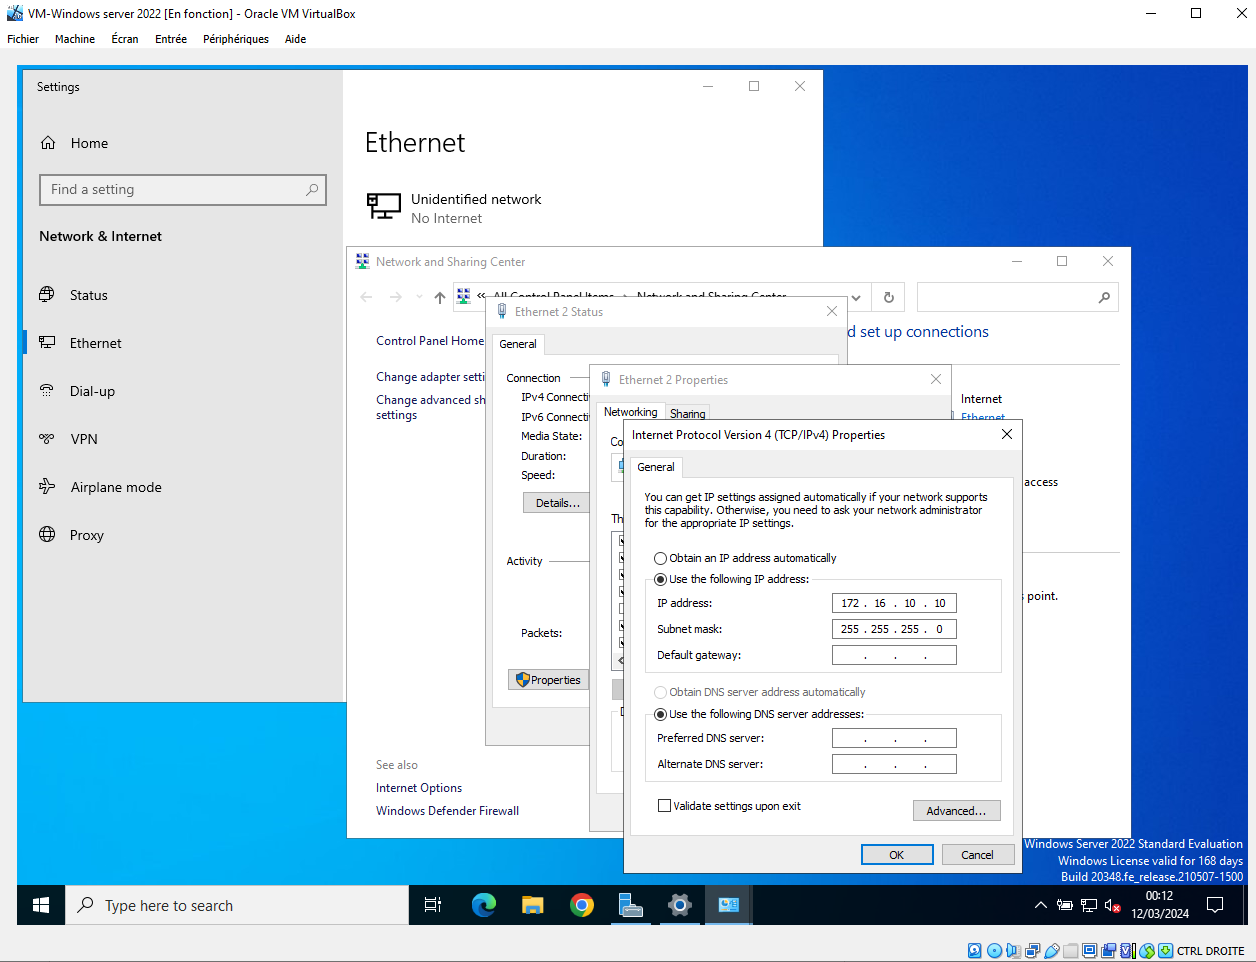 VM-Windows server 2022 [En fonction] - Oracle VM VirtualBox
Fichier Machine Écran Entrée Périphériques Aide
Settings
Home
Find a setting
Network & Internet
Status
Ethernet
Dial-up
VPN
Airplane mode
Proxy
Ethernet
Unidentified network
No Internet
Network and Sharing Center
« All Control Panel Items › Network and Sharing Center
Control Panel Home
Change adapter setti
Change advanced sh
settings
d set up connections
Internet
Ethernet
access
s point.
See also
Internet Options
Windows Defender Firewall
Ethernet 2 Status
General
Connection
IPv4 Connecti
IPv6 Connecti
Media State:
Duration:
Speed:
Details...
Activity
Packets:
Properties
Ethernet 2 Properties
Networking Sharing
Co
Th
Internet Protocol Version 4 (TCP/IPv4) Properties
General
You can get IP settings assigned automatically if your network supports
this capability. Otherwise, you need to ask your network administrator
for the appropriate IP settings.
Obtain an IP address automatically
Use the following IP address:
IP address: 172 . 16 . 10 . 10
Subnet mask: 255 . 255 . 255 . 0
Default gateway: . . .
Obtain DNS server address automatically
Use the following DNS server addresses:
Preferred DNS server: . . .
Alternate DNS server: . . .
Validate settings upon exit
Advanced...
OK Cancel
Windows Server 2022 Standard Evaluation
Windows License valid for 168 days
Build 20348.fe_release.210507-1500
Type here to search
00:12
12/03/2024
CTRL DROITE